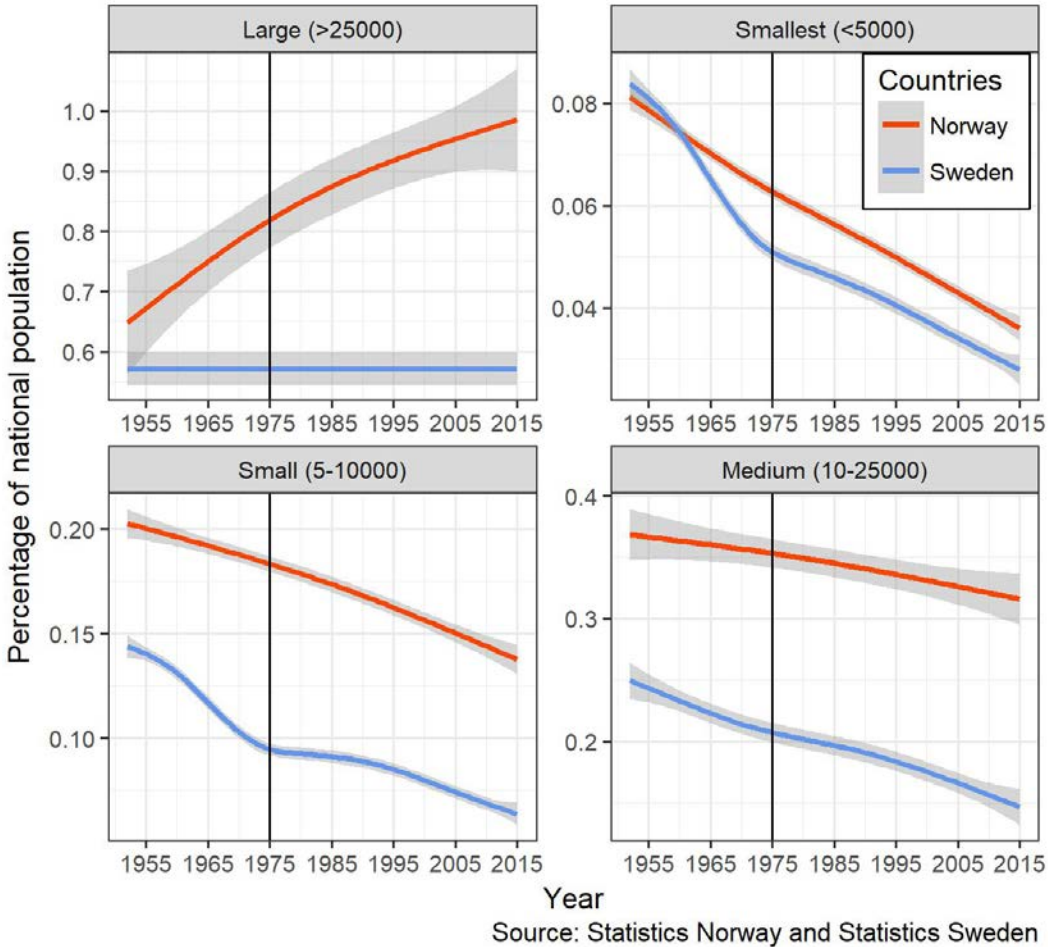 Large (>25000)
Smallest (<5000)
Countries
Norway
Sweden
1.0
0.9
0.8
0.7
0.6
0.08
0.06
0.04
1955 1965 1975 1985 1995 2005 2015
1955 1965 1975 1985 1995 2005 2015
Percentage of national population
Small (5-10000)
Medium (10-25000)
0.20
0.15
0.10
0.4
0.3
0.2
1955 1965 1975 1985 1995 2005 2015
1955 1965 1975 1985 1995 2005 2015
Year
Source: Statistics Norway and Statistics Sweden